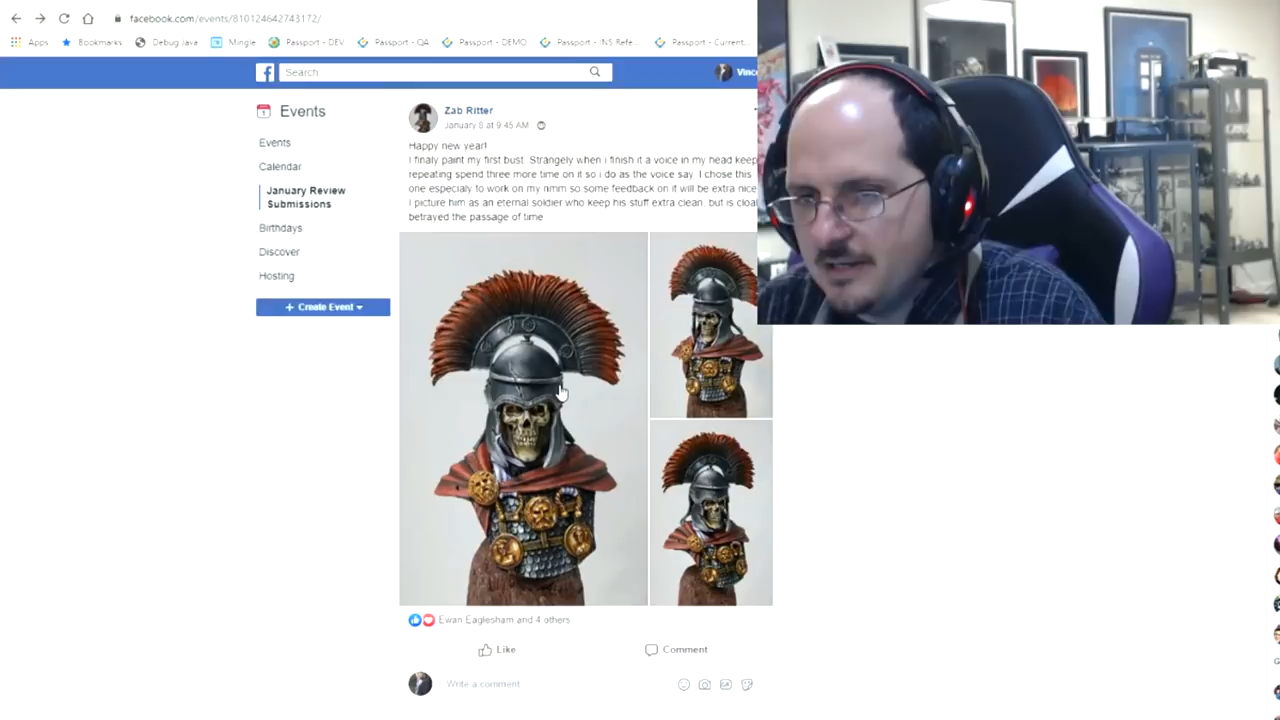 facebook.com/events/810124642743172/
Apps Bookmarks Debug Java Mingle Passport - DEV Passport - QA Passport - DEMO Passport - INS Refe... Passport - Current...
Search
Vinc
Events
Events
Calendar
January Review
Submissions
Birthdays
Discover
Hosting
+ Create Event
Zab Ritter
January 8 at 9:45 AM
Happy new year!
I finaly paint my first bust. Strangely when i finish it a voice in my head keep
repeating spend three more time on it so i do as the voice say. I chose this
one especialy to work on my nmm so some feedback on it will be extra nice
I picture him as an eternal soldier who keep his stuff extra clean. but is cloa
betrayed the passage of time
Ewan Eaglesham and 4 others
Like Comment
Write a comment